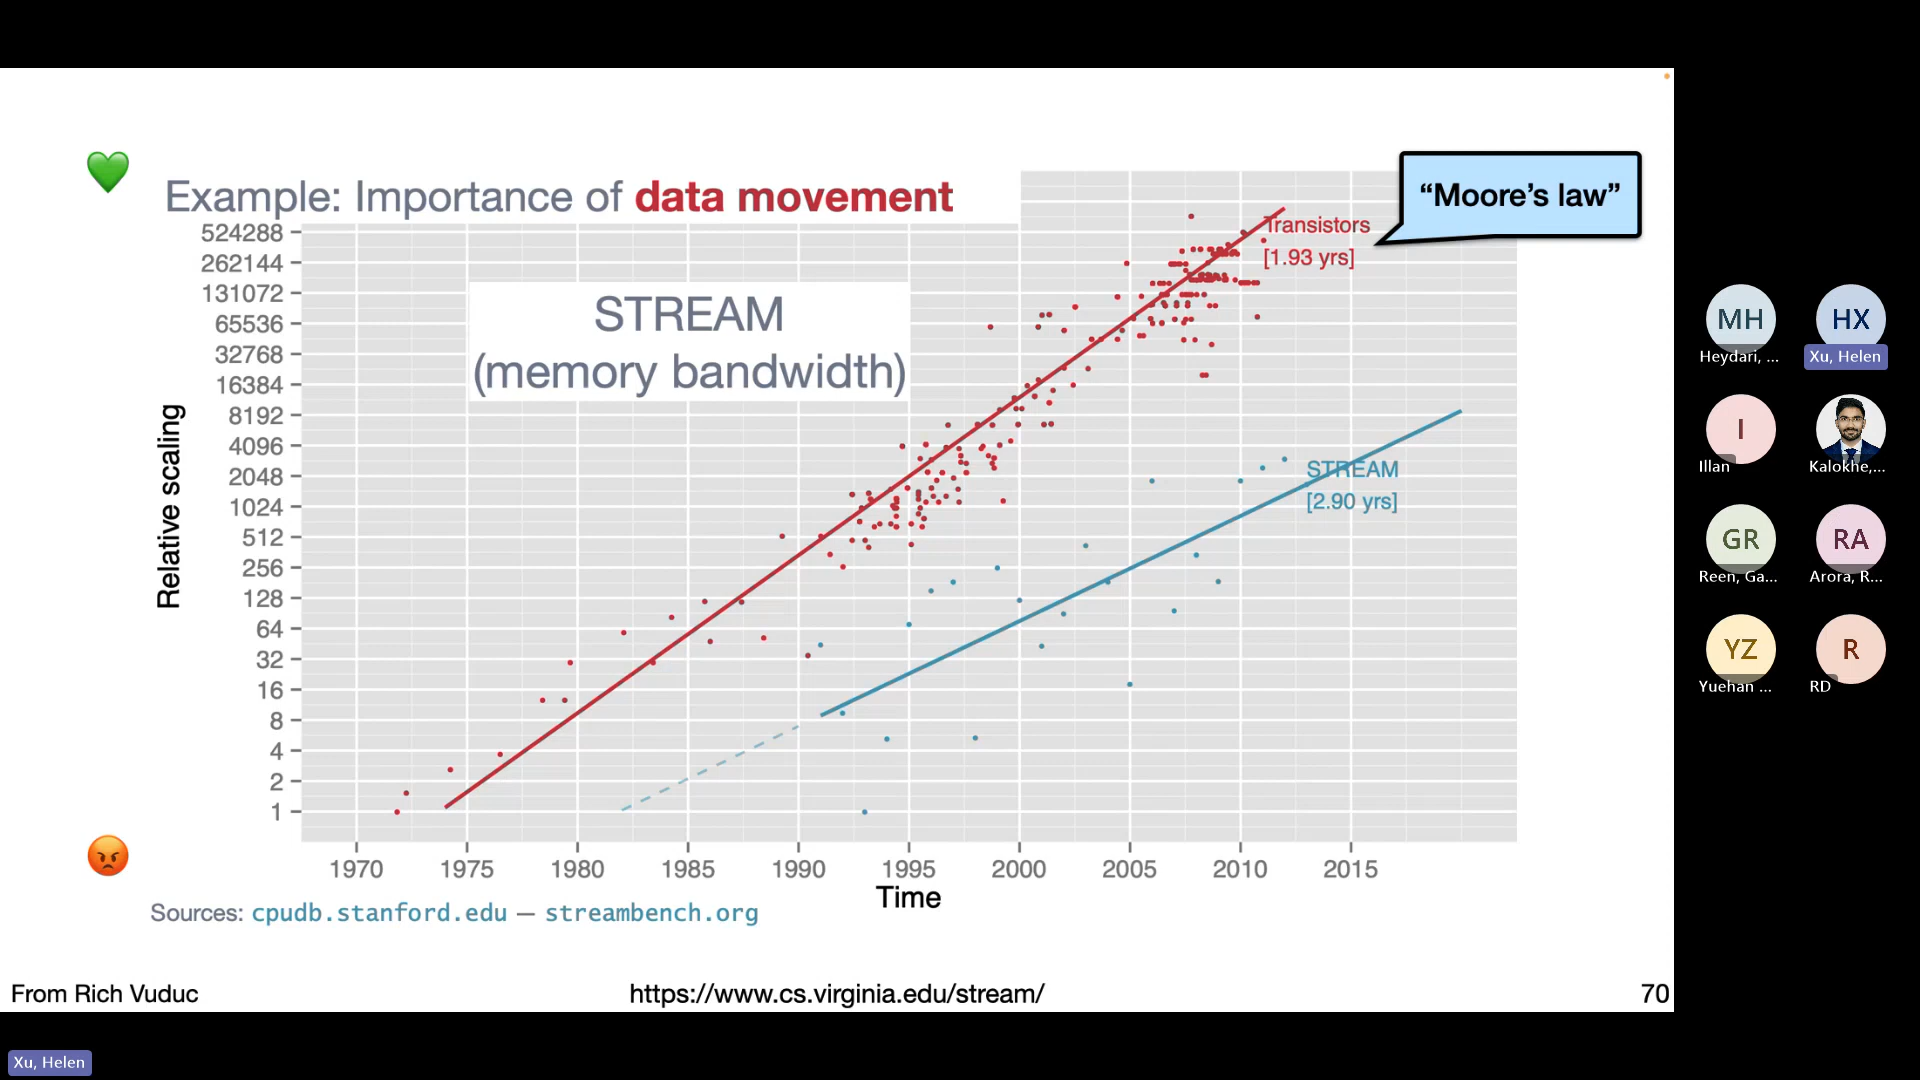 Example: Importance of data movement
"Moore's law"
Transistors
[1.93 yrs]
STREAM
(memory bandwidth)
STREAM
[2.90 yrs]
Relative scaling
524288
262144
131072
65536
32768
16384
8192
4096
2048
1024
512
256
128
64
32
16
8
4
2
1
1970 1975 1980 1985 1990 1995 2000 2005 2010 2015
Time
Sources: cpudb.stanford.edu — streambench.org
From Rich Vuduc
https://www.cs.virginia.edu/stream/
70
MH
Heydari, ...
HX
Xu, Helen
I
Illan
Kalokhe,...
GR
Reen, Ga...
RA
Arora, R...
YZ
Yuehan ...
R
RD
Xu, Helen